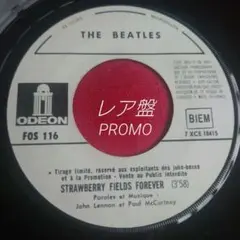 THE BEATLES
レア盤
PROMO
ODEON
FOS 116
BIEM
7 XCS 18415
* Tirage limité, reservé aux exploitants des juke-boxes
et à la Promotion - Vente au Public interdite
STRAWBERRY FIELDS FOREVER (3'58)
Paroles et Musique :
John Lennon et Paul McCartney